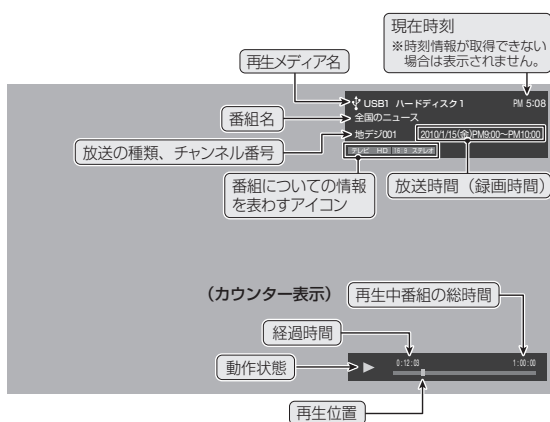 現在時刻
※時刻情報が取得できない
場合は表示されません。
再生メディア名
USB1 ハードディスク1 PM 5:08
番組名
全国のニュース
放送の種類、チャンネル番号
地デジ001 2010/1/15(金)PM9:00~PM10:00
テレビ HD 16:9 ステレオ
番組についての情報
を表わすアイコン
放送時間(録画時間)
(カウンター表示)
再生中番組の総時間
経過時間
動作状態
0:12:03 1:00:00
再生位置